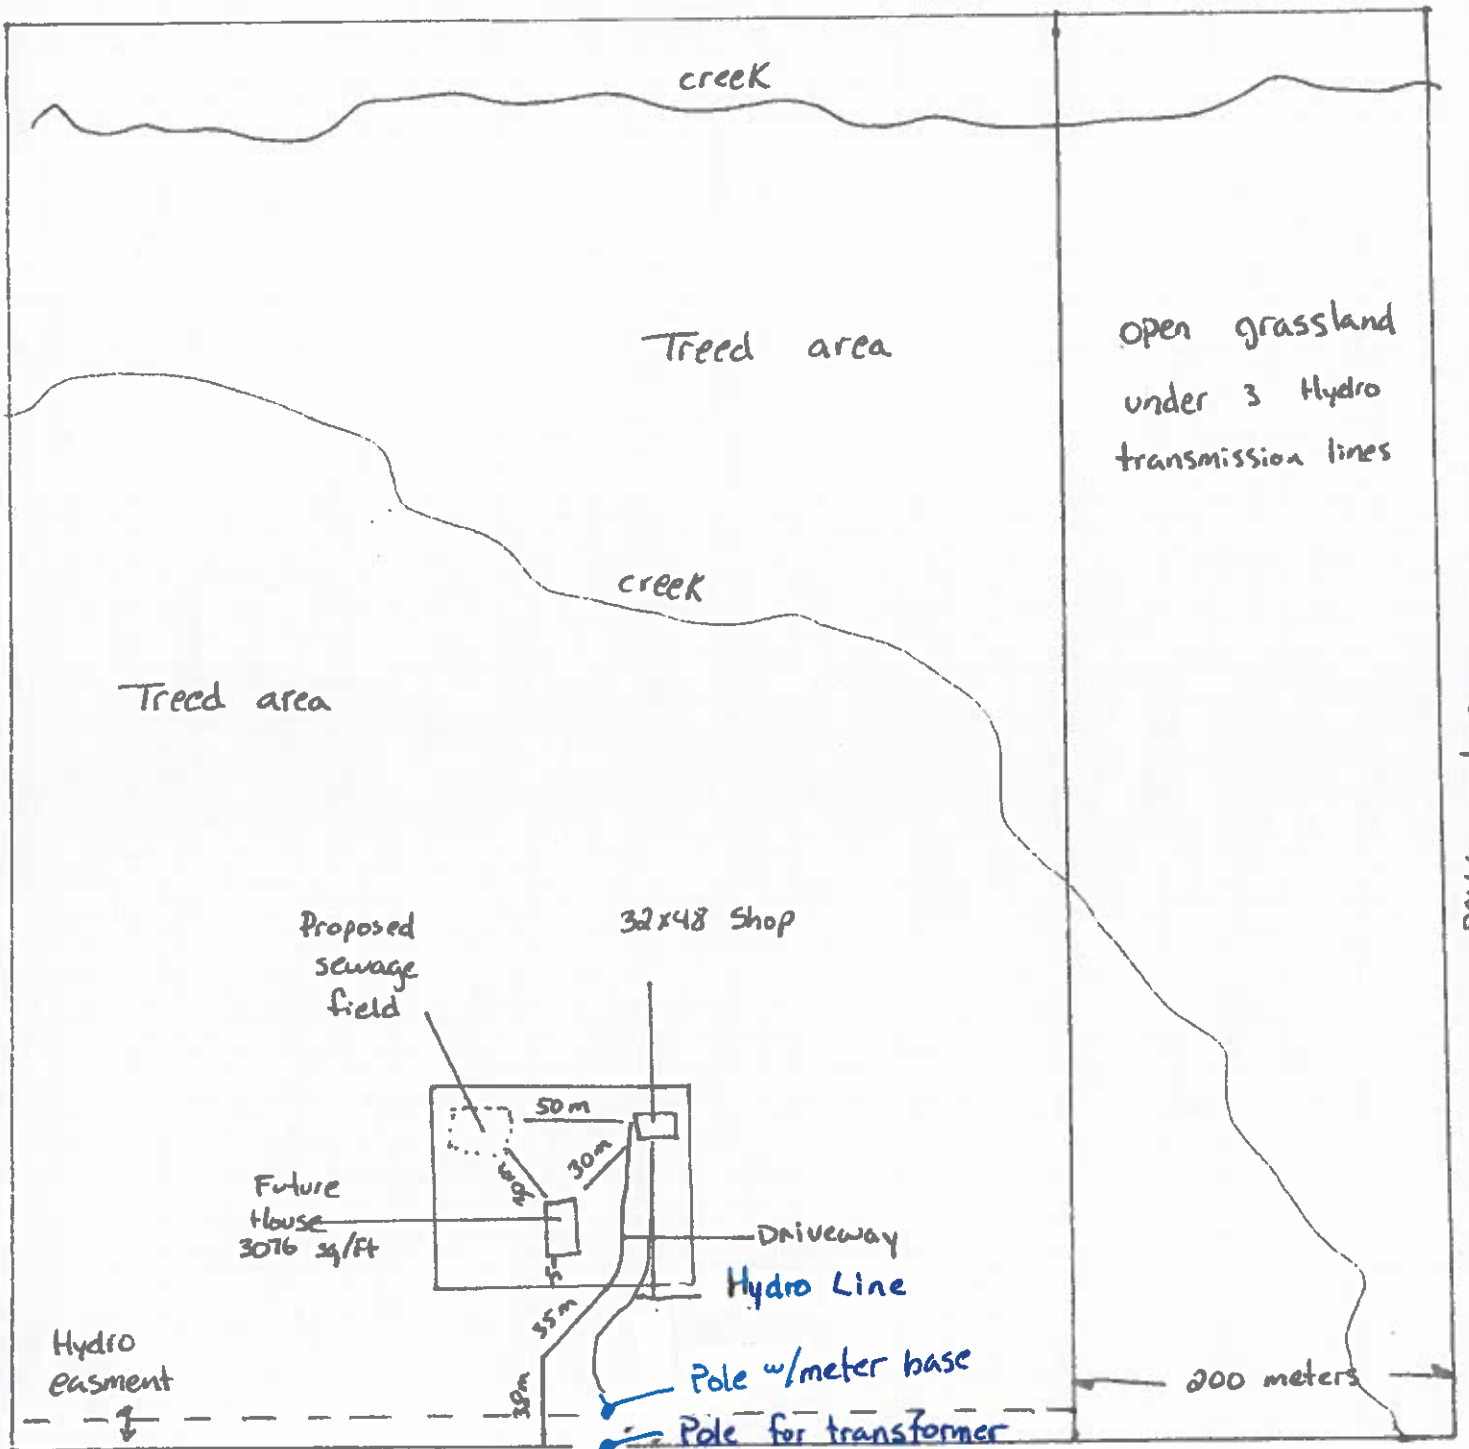 creek
Treed area
open grassland
under 3 Hydro
transmission lines
creek
Treed area
Proposed
sewage
field
32x48 Shop
50m
30m
Future
House
3076 sq/ft
Driveway
Hydro Line
35m
Hydro
easment
38m
Pole w/meter base
Pole for transformer
200 meters